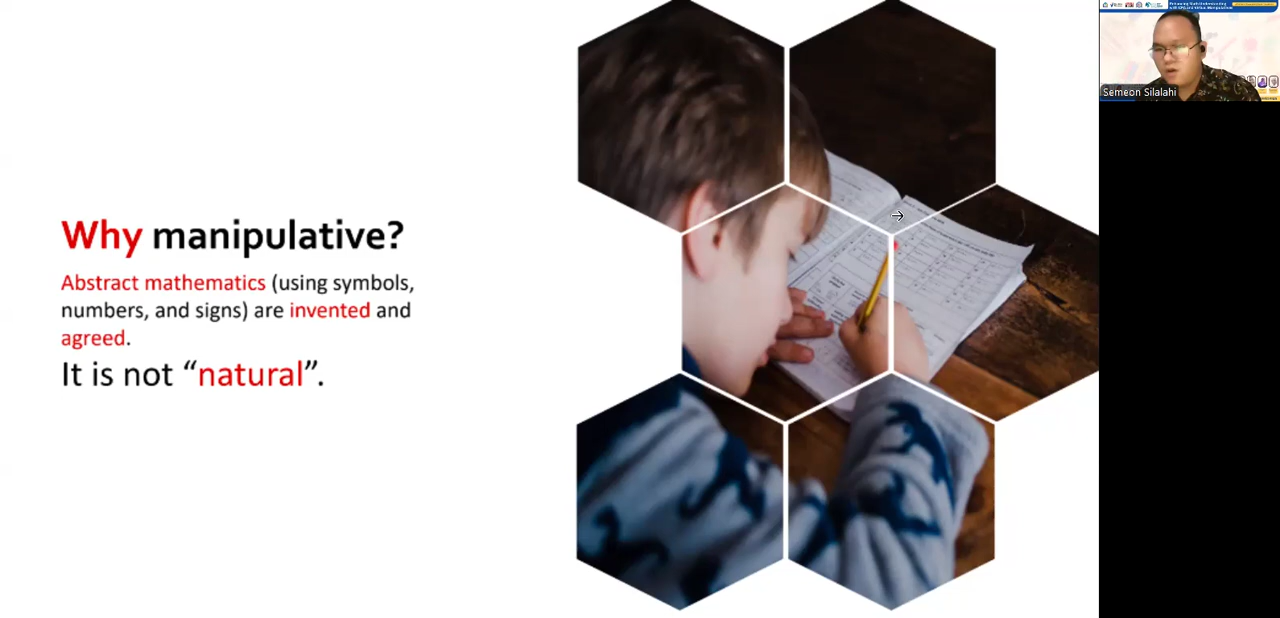 Why manipulative?
Abstract mathematics (using symbols,
numbers, and signs) are invented and
agreed.
It is not “natural”.
Semeon Silalahi